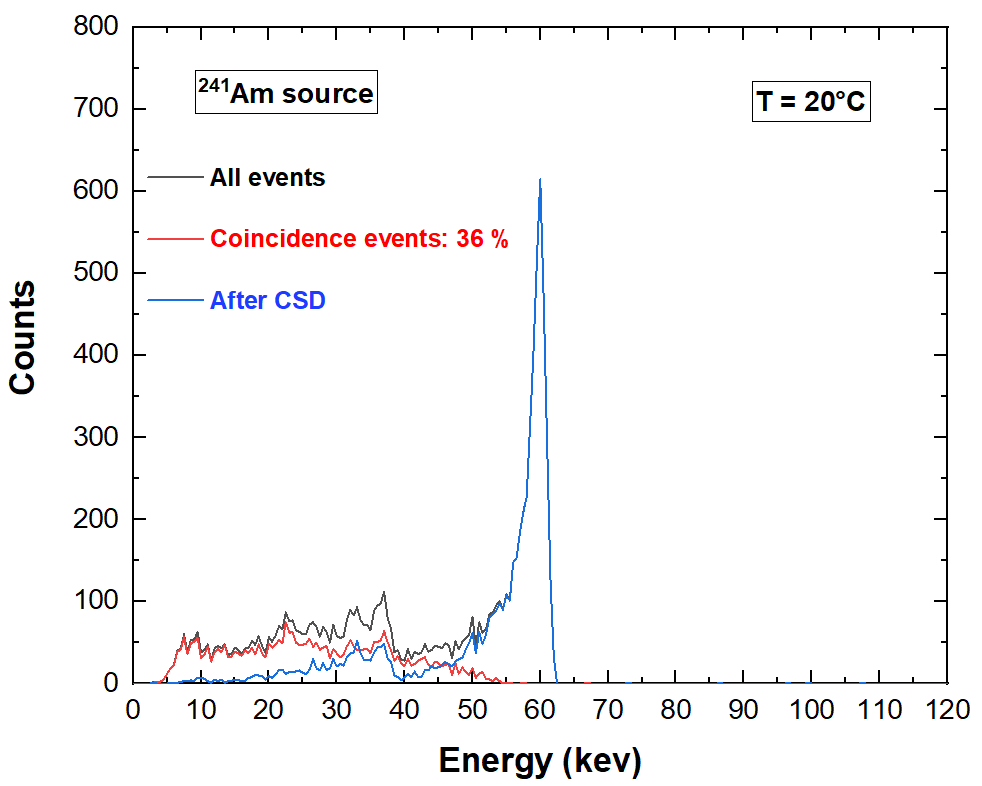 800
700
600
500
400
300
200
100
0
Counts
²⁴¹Am source
T = 20°C
All events
Coincidence events: 36 %
After CSD
0 10 20 30 40 50 60 70 80 90 100 110 120
Energy (kev)